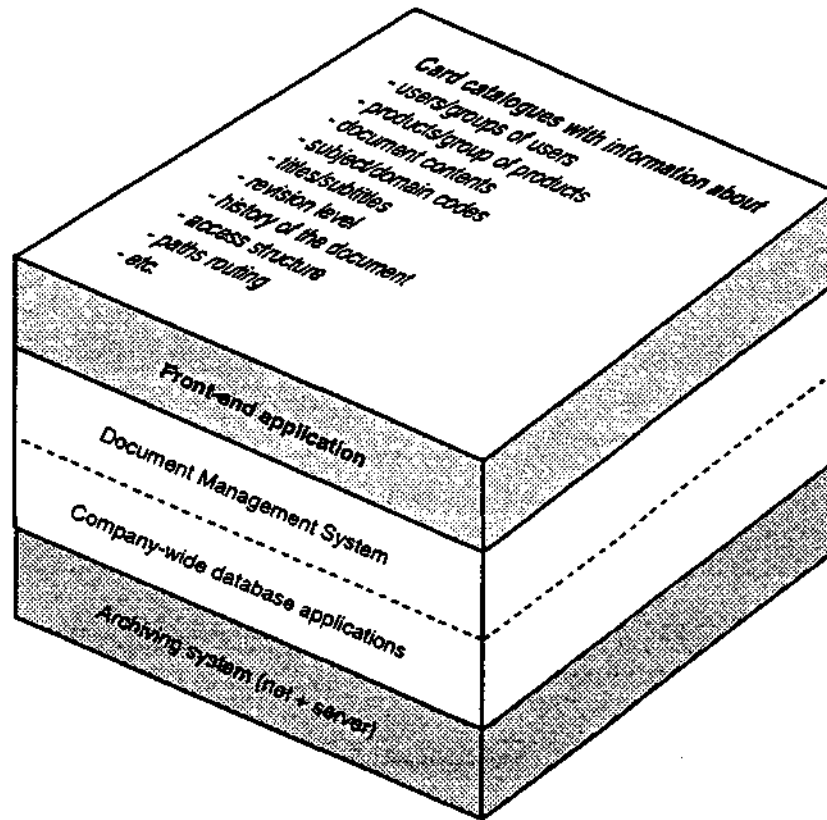 Card catalogues with information about
- users/groups of users
- products/group of products
- document contents
- subject/domain codes
- titles/subtitles
- revision level
- history of the document
- access structure
- paths routing
- etc.
Front-end application
Document Management System
Company-wide database applications
Archiving system (net + server)